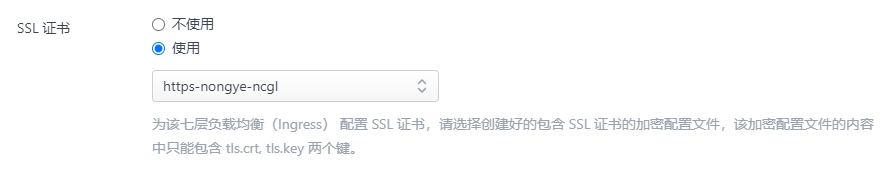 SSL 证书
不使用
使用
https-nongye-ncgl
为该七层负载均衡（Ingress） 配置 SSL 证书，请选择创建好的包含 SSL 证书的加密配置文件，该加密配置文件的内容
中只能包含 tls.crt, tls.key 两个键。